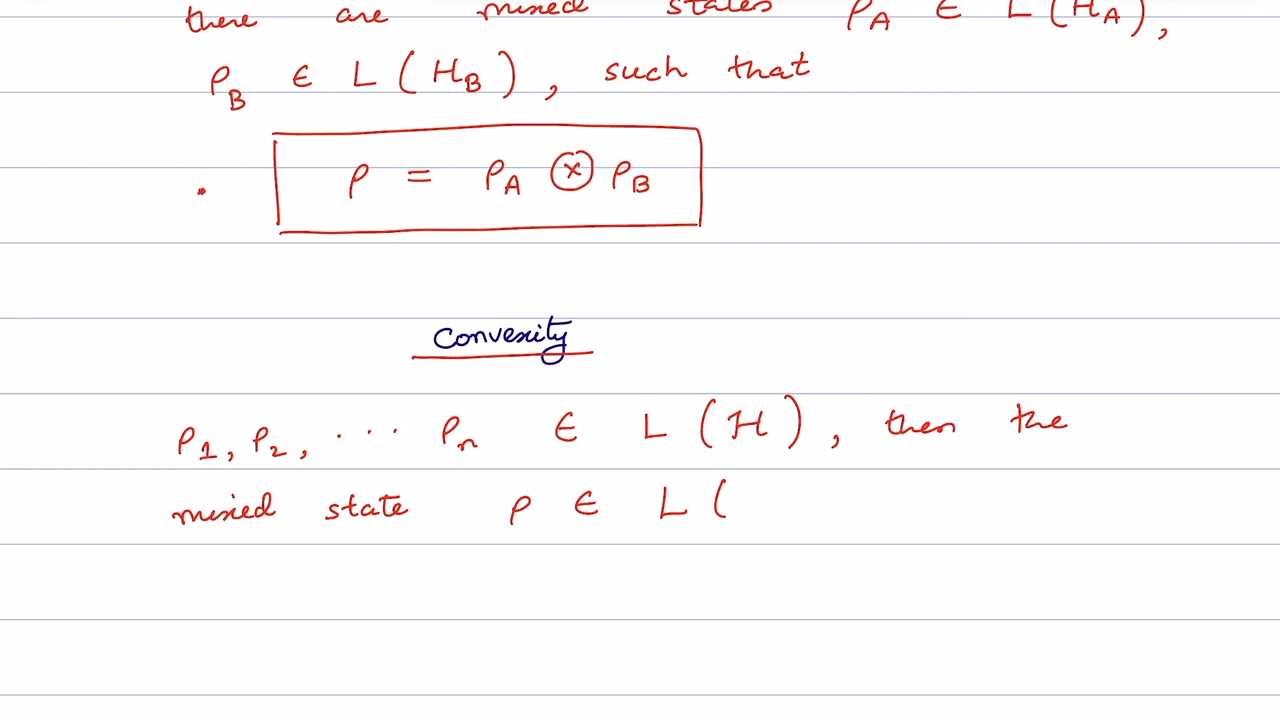 there are mixed states ρ_A ∈ L(H_A),
ρ_B ∈ L(H_B), such that
ρ = ρ_A ⊗ ρ_B
Convexity
ρ_1, ρ_2, ... ρ_n ∈ L(H), then the
mixed state ρ ∈ L(